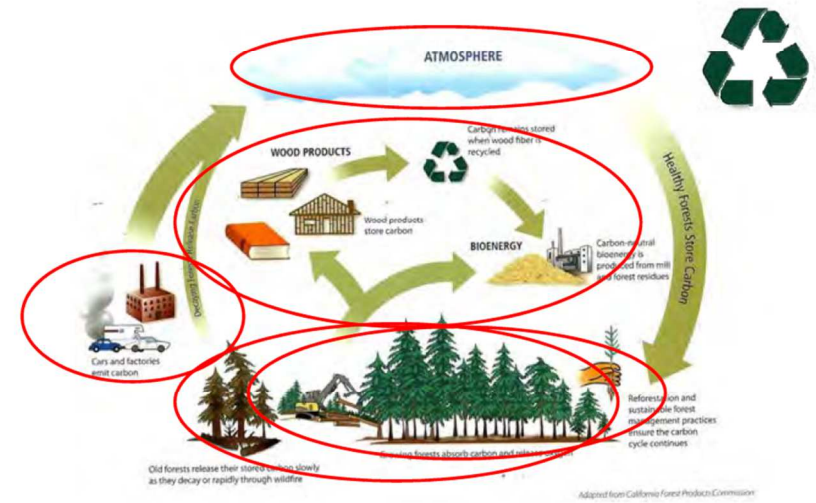 ATMOSPHERE
Carbon remains stored
when wood fiber is
recycled
WOOD PRODUCTS
Healthy Forests Store Carbon
Wood products
store carbon
BIOENERGY
Carbon-neutral
bioenergy is
produced from mill
and forest residues
Cars and factories
emit carbon
Reforestation and
sustainable forest
management practices
ensure the carbon
cycle continues
Growing forests absorb carbon and release
Old forests release their stored carbon slowly
as they decay or rapidly through wildfire
Adapted from California Forest Products Commission